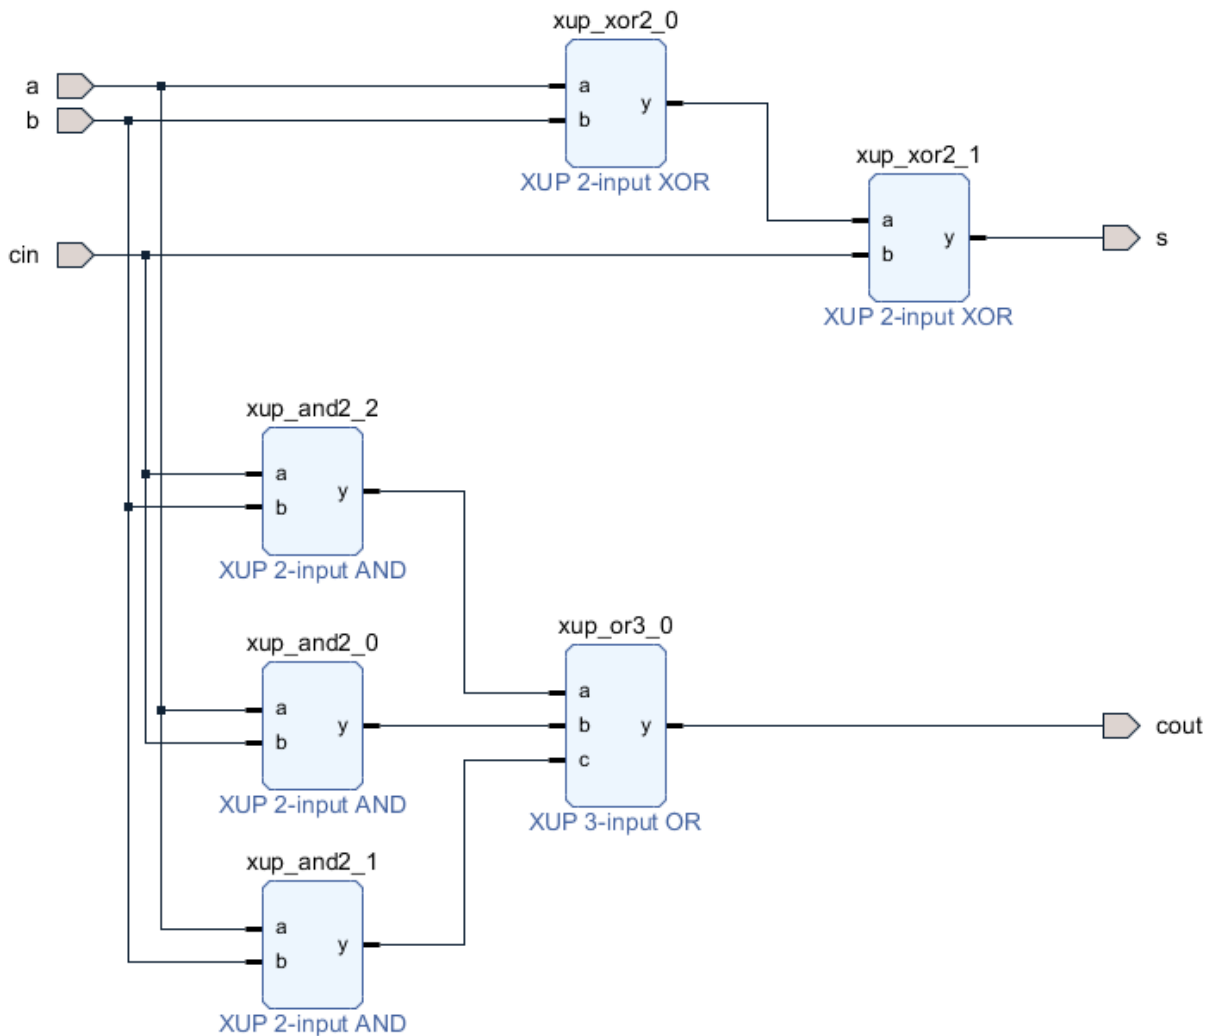 xup_xor2_0
a
a
y
b
b
XUP 2-input XOR
xup_xor2_1
a
y
s
cin
b
XUP 2-input XOR
xup_and2_2
a
y
b
XUP 2-input AND
xup_and2_0
a
y
b
XUP 2-input AND
xup_or3_0
a
b
y
cout
c
XUP 3-input OR
xup_and2_1
a
y
b
XUP 2-input AND